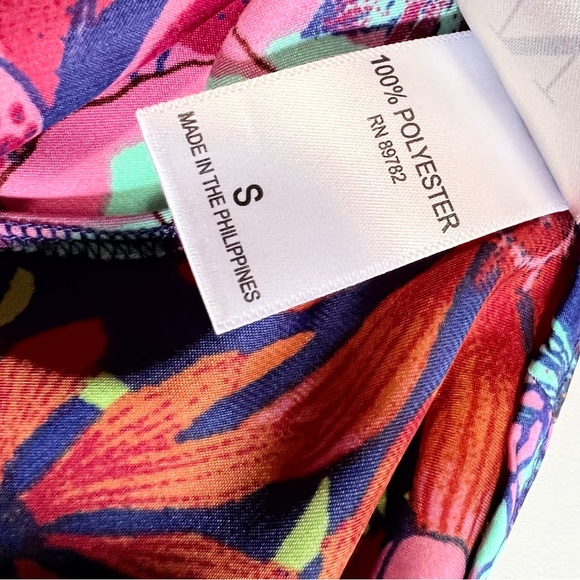 100% POLYESTER
RN 89782
S
MADE IN THE PHILIPPINES